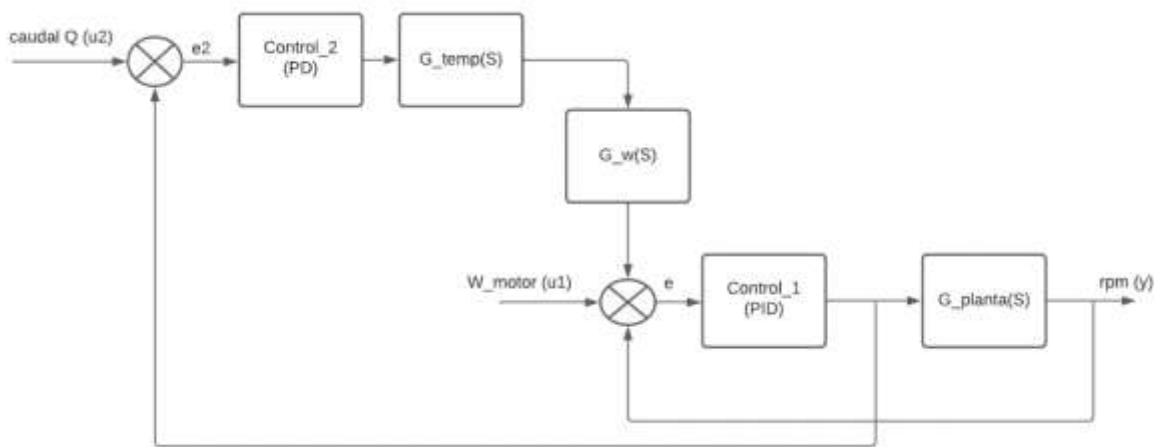 caudal Q (u2)
e2
Control_2
(PD)
G_temp(S)
G_w(S)
W_motor (u1)
e
Control_1
(PID)
G_planta(S)
rpm (y)